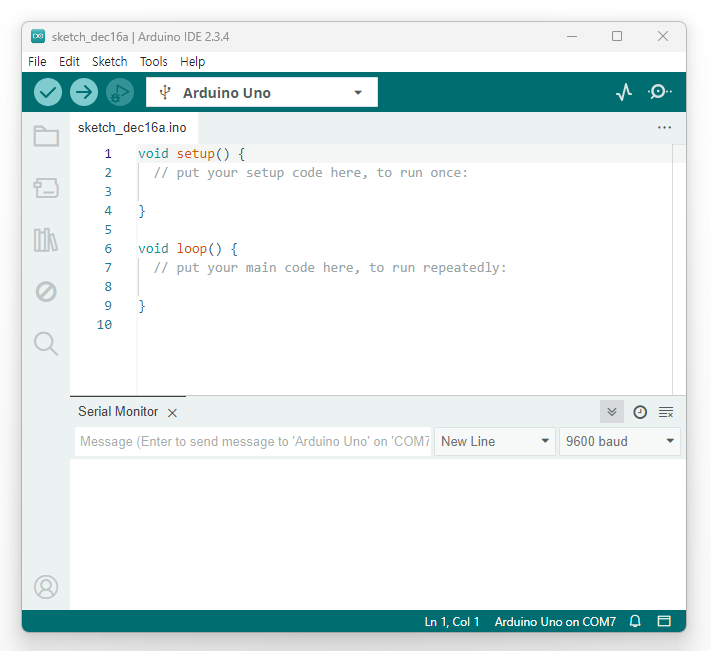 sketch_dec16a | Arduino IDE 2.3.4
File Edit Sketch Tools Help
Arduino Uno
sketch_dec16a.ino
1 void setup() {
2   // put your setup code here, to run once:
3
4 }
5
6 void loop() {
7   // put your main code here, to run repeatedly:
8
9 }
10
Serial Monitor
Message (Enter to send message to 'Arduino Uno' on 'COM7
New Line
9600 baud
Ln 1, Col 1 Arduino Uno on COM7